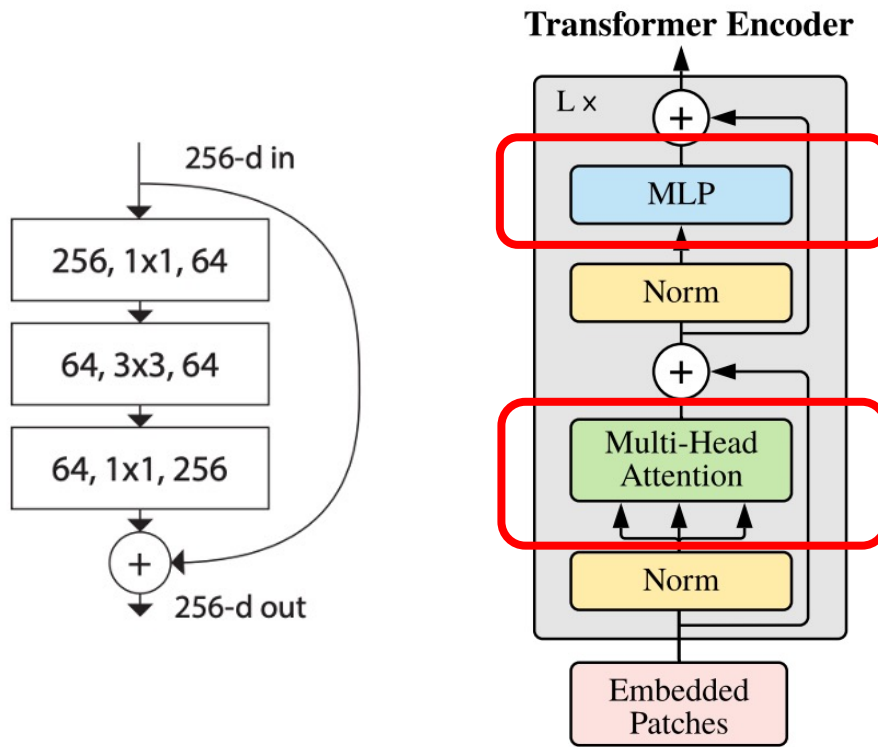 256-d in
256, 1x1, 64
64, 3x3, 64
64, 1x1, 256
+
256-d out
Transformer Encoder
L x
+
MLP
Norm
+
Multi-Head
Attention
Norm
Embedded
Patches